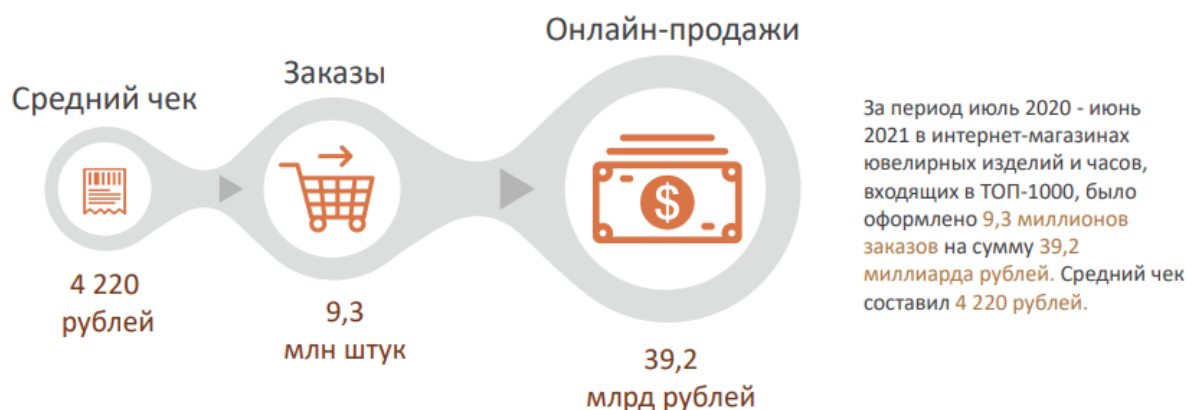 Средний чек
4 220
рублей
Заказы
9,3
млн штук
Онлайн-продажи
$
39,2
млрд рублей
За период июль 2020 - июнь
2021 в интернет-магазинах
ювелирных изделий и часов,
входящих в ТОП-1000, было
оформлено 9,3 миллионов
заказов на сумму 39,2
миллиарда рублей. Средний чек
составил 4 220 рублей.